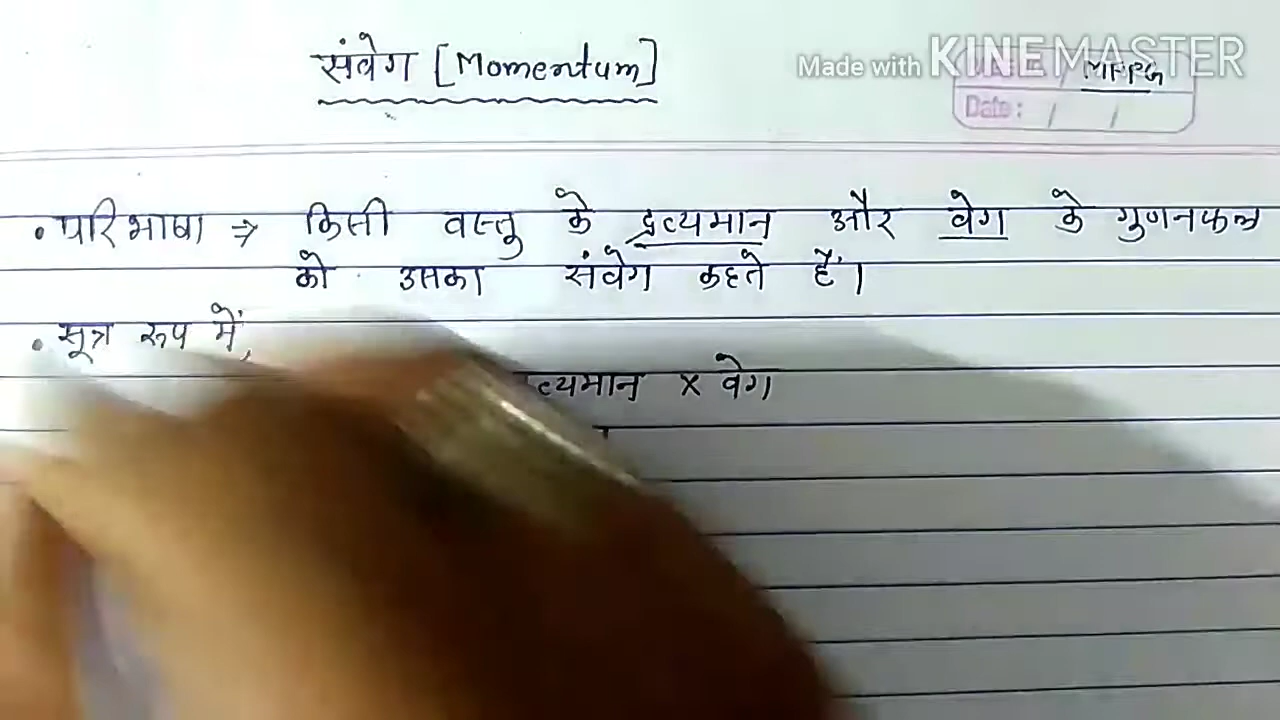 संवेग [Momentum]
Made with KINEMASTER
Date: / /
• परिभाषा ⇒ किसी वस्तु के द्रव्यमान और वेग के गुणनफल
को उसका संवेग कहते हैं।
• सूत्र रूप में,
× वेग